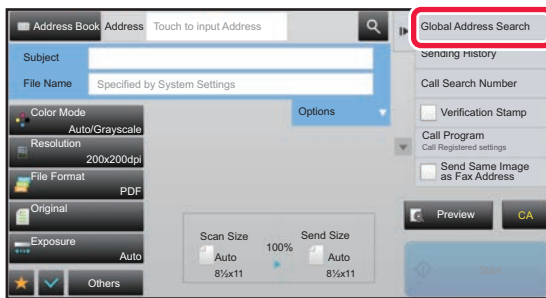 Address Book Address Touch to input Address
Subject
File Name Specified by System Settings
Options
Color Mode
Auto/Grayscale
Resolution
200x200dpi
File Format
PDF
Original
Exposure
Auto
Others
Scan Size
Auto
8½x11
100%
Send Size
Auto
8½x11
Global Address Search
Sending History
Call Search Number
Verification Stamp
Call Program
Call Registered settings
Send Same Image
as Fax Address
Preview
CA
Start